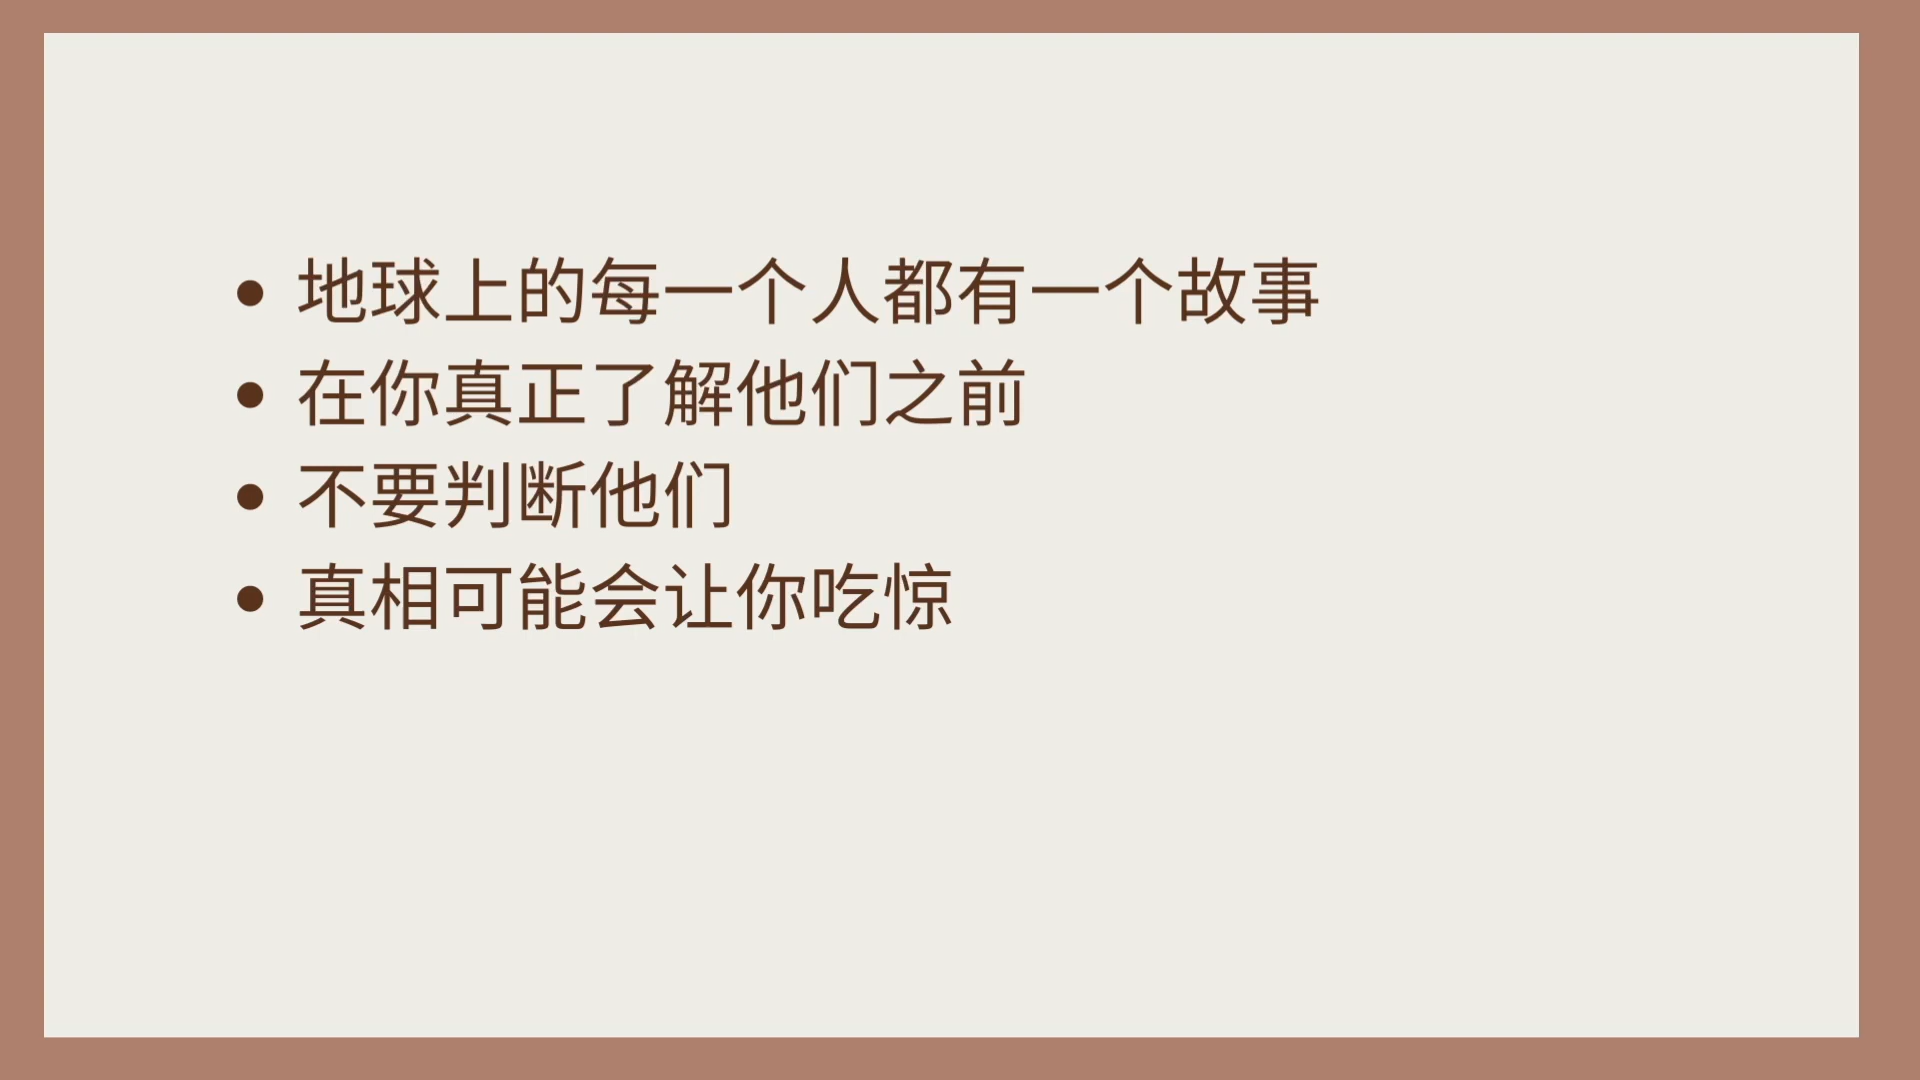 • 地球上的每一个人都有一个故事
• 在你真正了解他们之前
• 不要判断他们
• 真相可能会让你吃惊